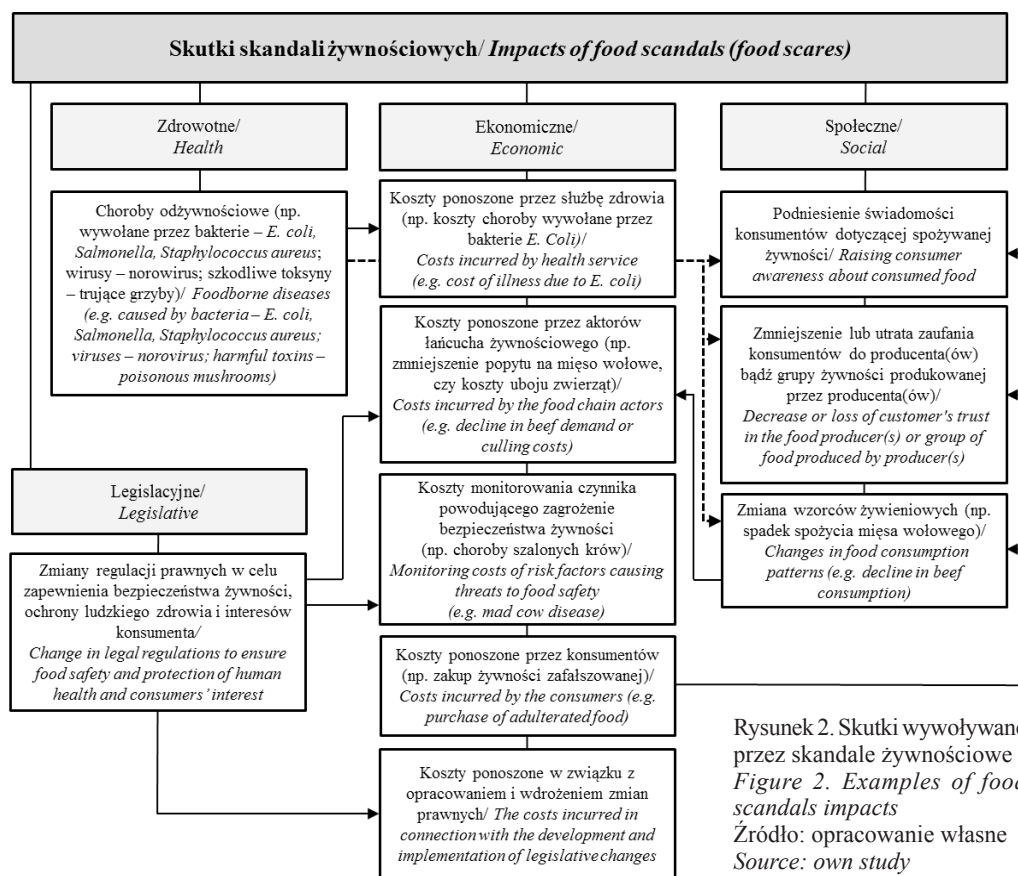 Skutki skandali żywnościowych/ Impacts of food scandals (food scares)
Zdrowotne/
Health
Ekonomiczne/
Economic
Społeczne/
Social
Choroby odżywnościowe (np.
wywołane przez bakterie – E. coli,
Salmonella, Staphylococcus aureus;
wirusy – norowirus; szkodliwe toksyny
– trujące grzyby)/ Foodborne diseases
(e.g. caused by bacteria – E. coli,
Salmonella, Staphylococcus aureus;
viruses – norovirus; harmful toxins –
poisonous mushrooms)
Koszty ponoszone przez służbę zdrowia
(np. koszty choroby wywołane przez
bakterie E. Coli)/
Costs incurred by health service
(e.g. cost of illness due to E. coli)
Podniesienie świadomości
konsumentów dotyczącej spożywanej
żywności/ Raising consumer
awareness about consumed food
Koszty ponoszone przez aktorów
łańcucha żywnościowego (np.
zmniejszenie popytu na mięso wołowe,
czy koszty uboju zwierząt)/
Costs incurred by the food chain actors
(e.g. decline in beef demand or
culling costs)
Zmniejszenie lub utrata zaufania
konsumentów do producenta(ów)
bądź grupy żywności produkowanej
przez producenta(ów)/
Decrease or loss of customer's trust
in the food producer(s) or group of
food produced by producer(s)
Legislacyjne/
Legislative
Koszty monitorowania czynnika
powodującego zagrożenie
bezpieczeństwa żywności
(np. choroby szalonych krów)/
Monitoring costs of risk factors causing
threats to food safety
(e.g. mad cow disease)
Zmiana wzorców żywieniowych (np.
spadek spożycia mięsa wołowego)/
Changes in food consumption
patterns (e.g. decline in beef
consumption)
Zmiany regulacji prawnych w celu
zapewnienia bezpieczeństwa żywności,
ochrony ludzkiego zdrowia i interesów
konsumenta/
Change in legal regulations to ensure
food safety and protection of human
health and consumers' interest
Koszty ponoszone przez konsumentów
(np. zakup żywności zafałszowanej)/
Costs incurred by the consumers (e.g.
purchase of adulterated food)
Koszty ponoszone w związku z
opracowaniem i wdrożeniem zmian
prawnych/ The costs incurred in
connection with the development and
implementation of legislative changes
Rysunek 2. Skutki wywoływane
przez skandale żywnościowe
Figure 2. Examples of food
scandals impacts
Źródło: opracowanie własne
Source: own study